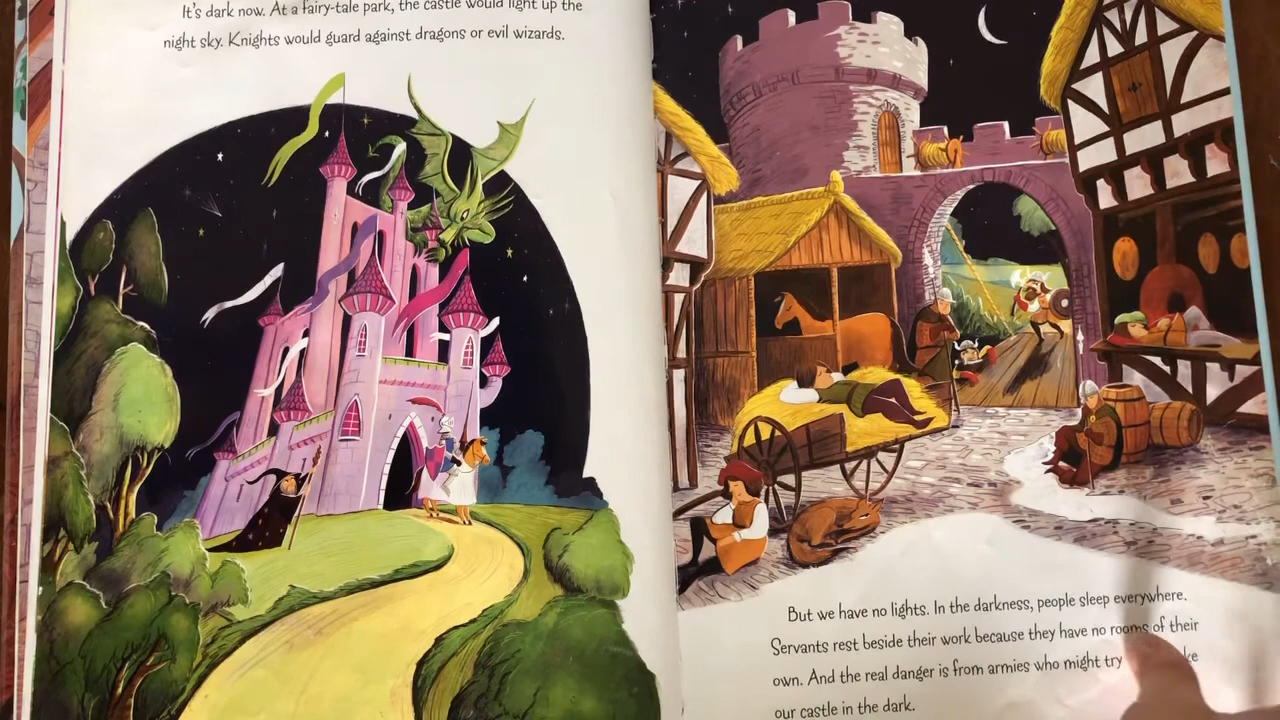 It's dark now. At a fairy-tale park, the castle would light up the
night sky. Knights would guard against dragons or evil wizards.
But we have no lights. In the darkness, people sleep everywhere.
Servants rest beside their work because they have no rooms of their
own. And the real danger is from armies who might try
our castle in the dark.